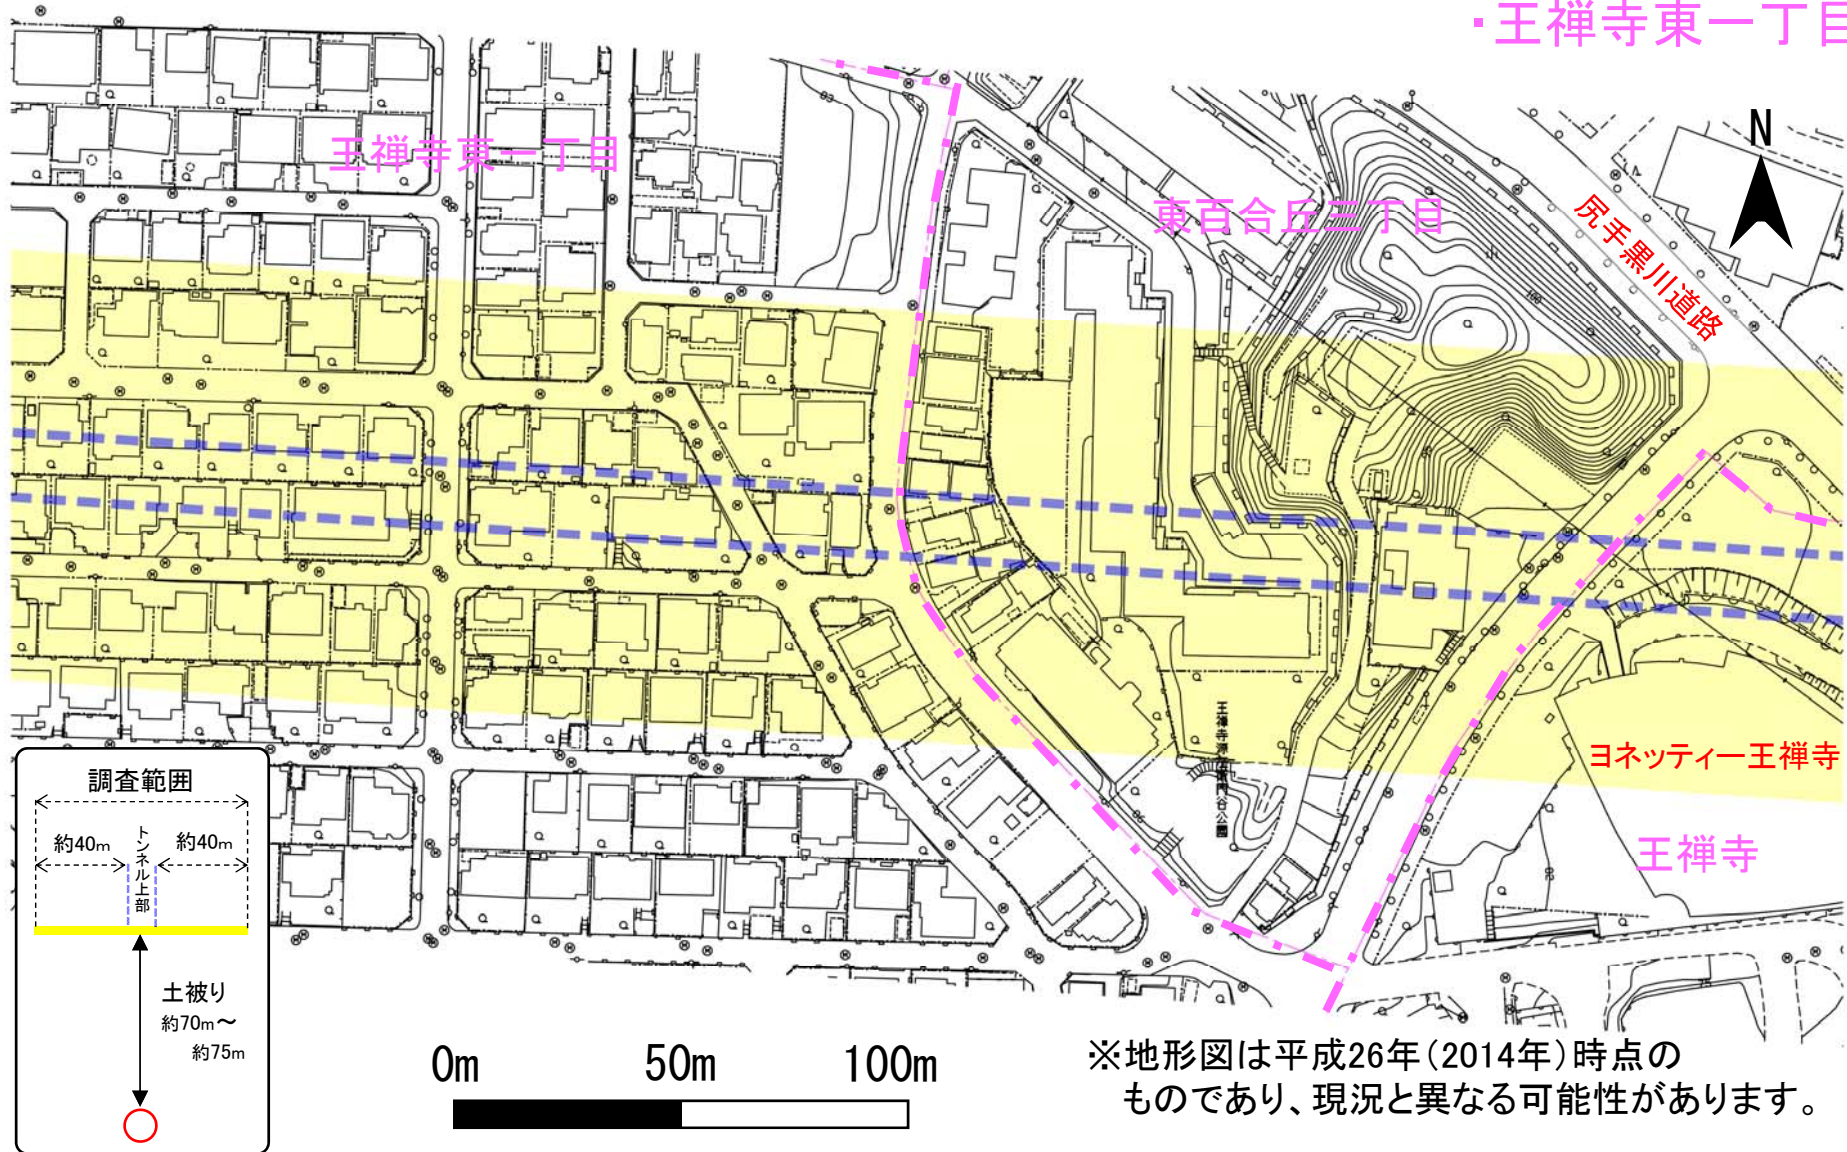 ・王禅寺東一丁目
王禅寺東一丁目
東百合丘三丁目
N
尻手黒川道路
ヨネッティー王禅寺
王禅寺
調査範囲
約40m
トンネル上部
約40m
土被り
約70m～
約75m
0m
50m
100m
※地形図は平成26年(2014年)時点の
ものであり、現況と異なる可能性があります。